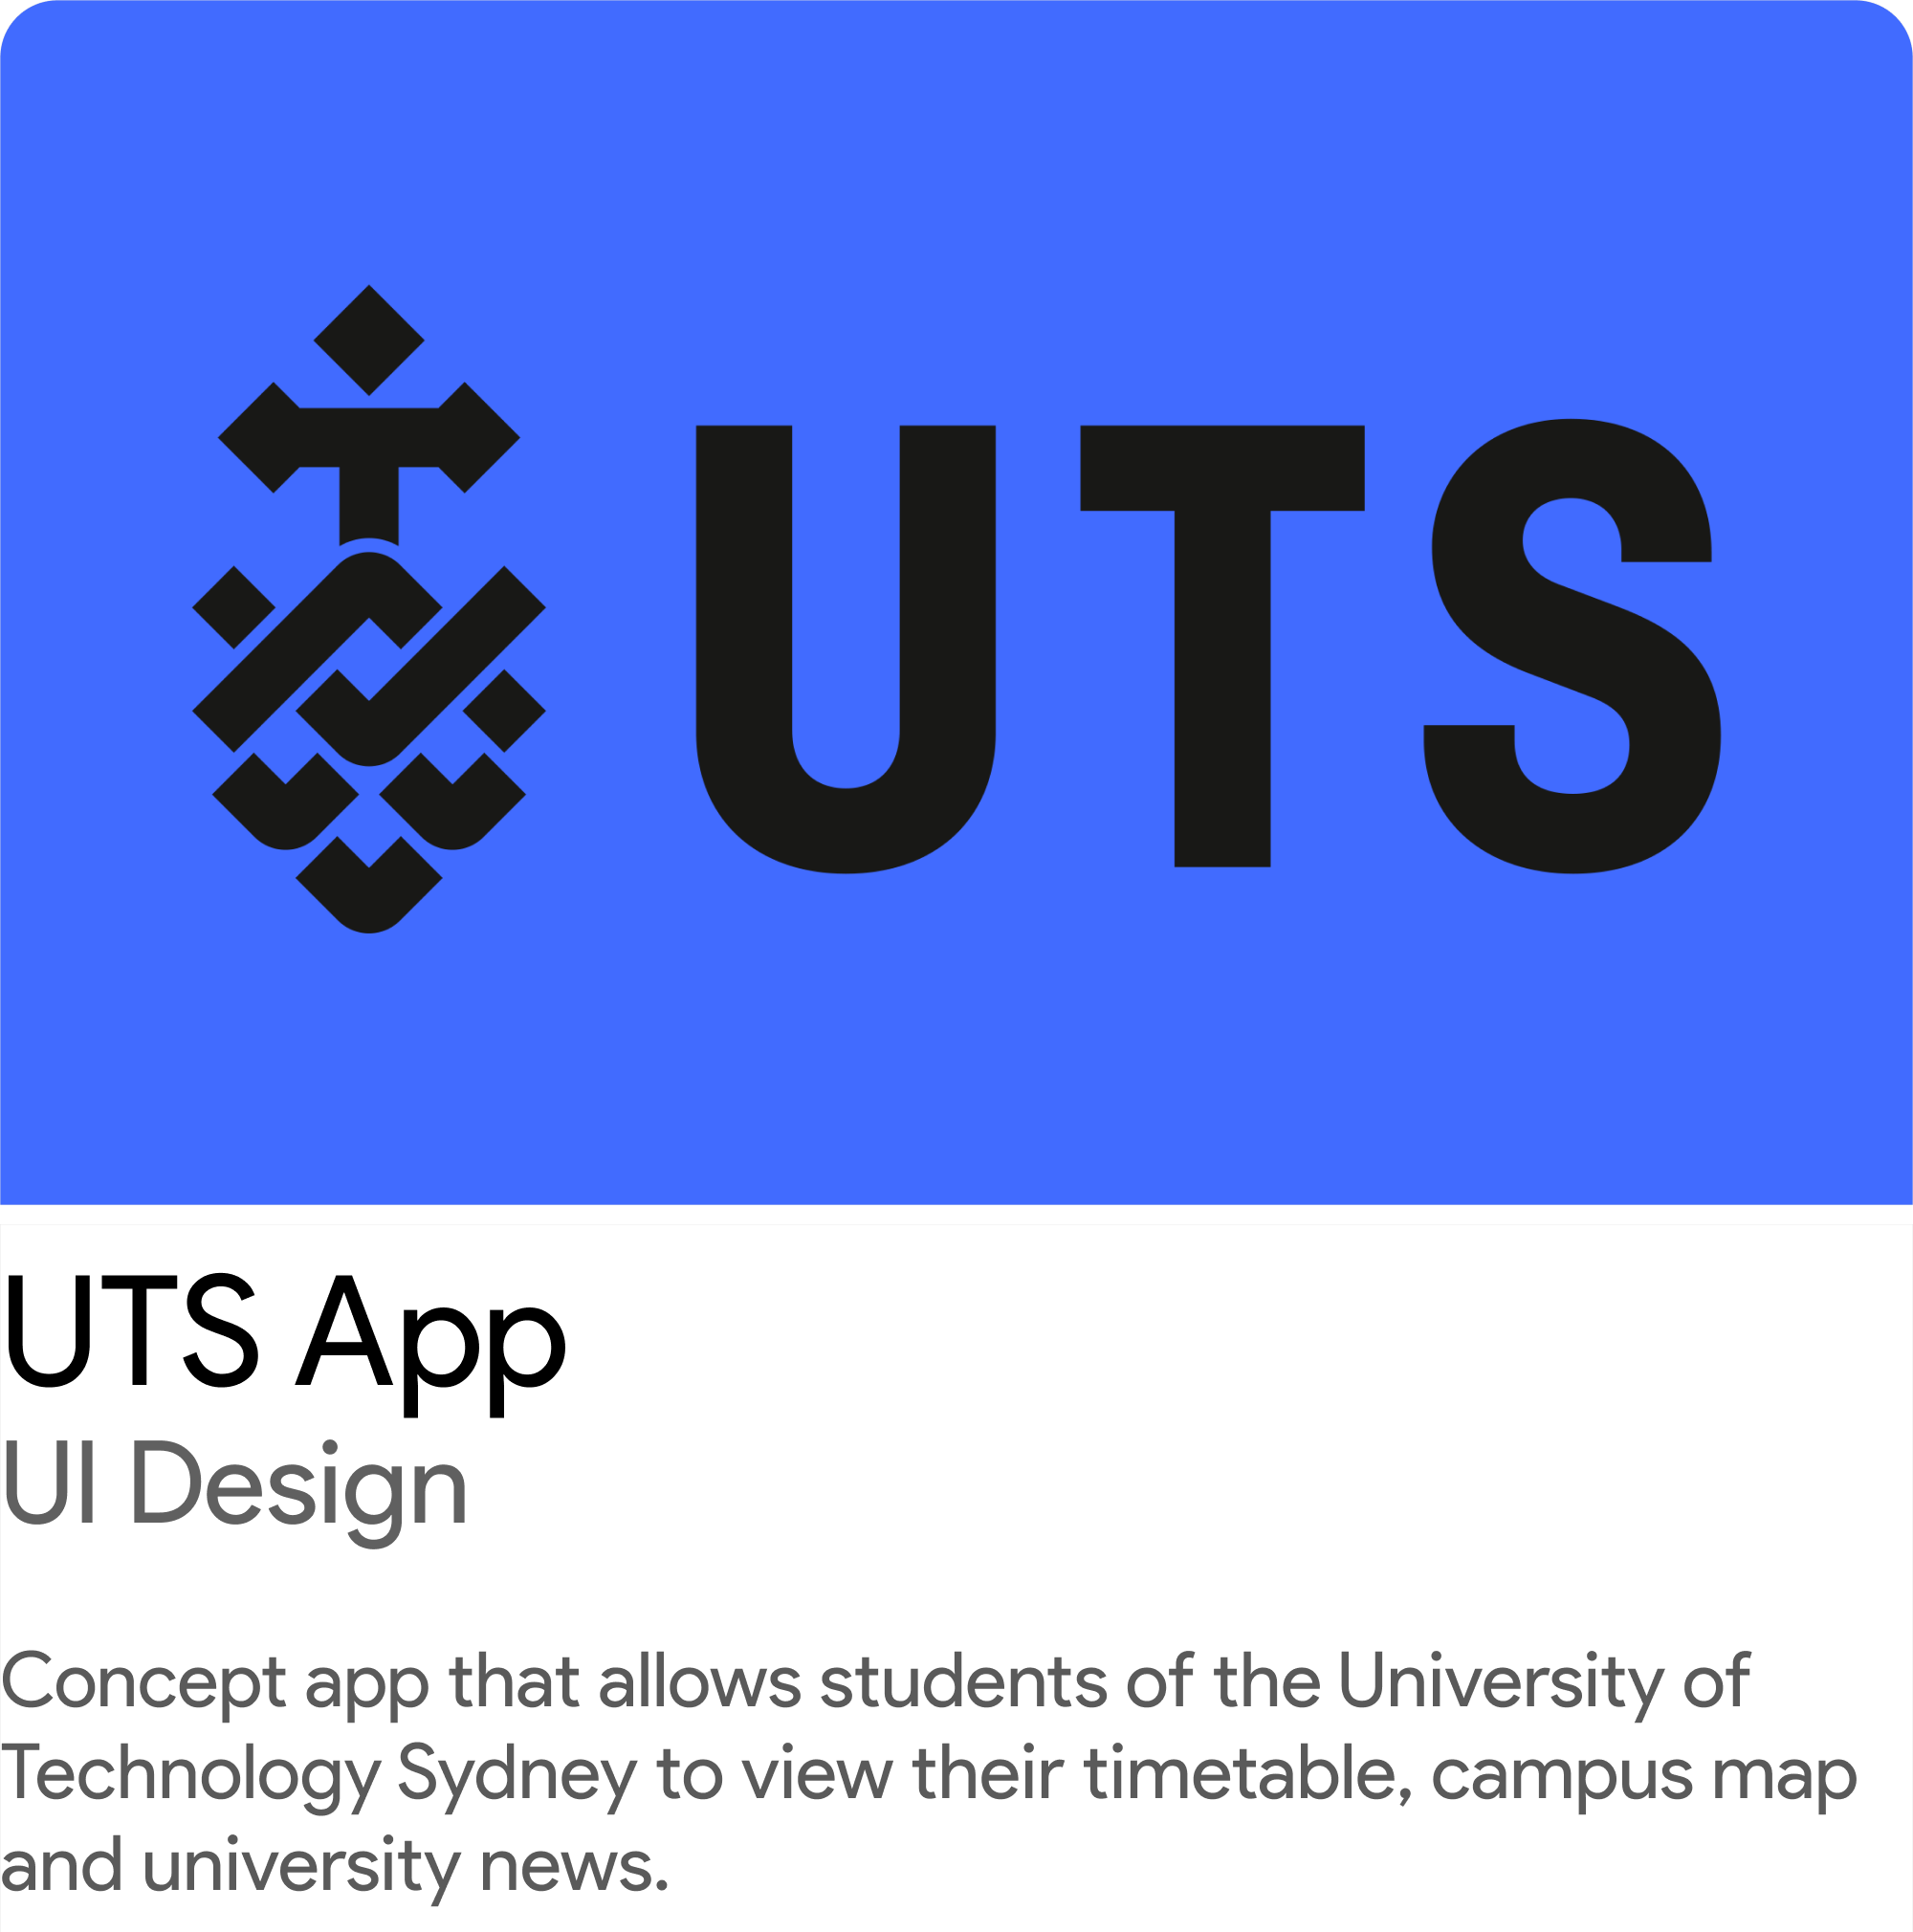 UTS
UTS App
UI Design
Concept app that allows students of the University of
Technology Sydney to view their timetable, campus map
and university news.